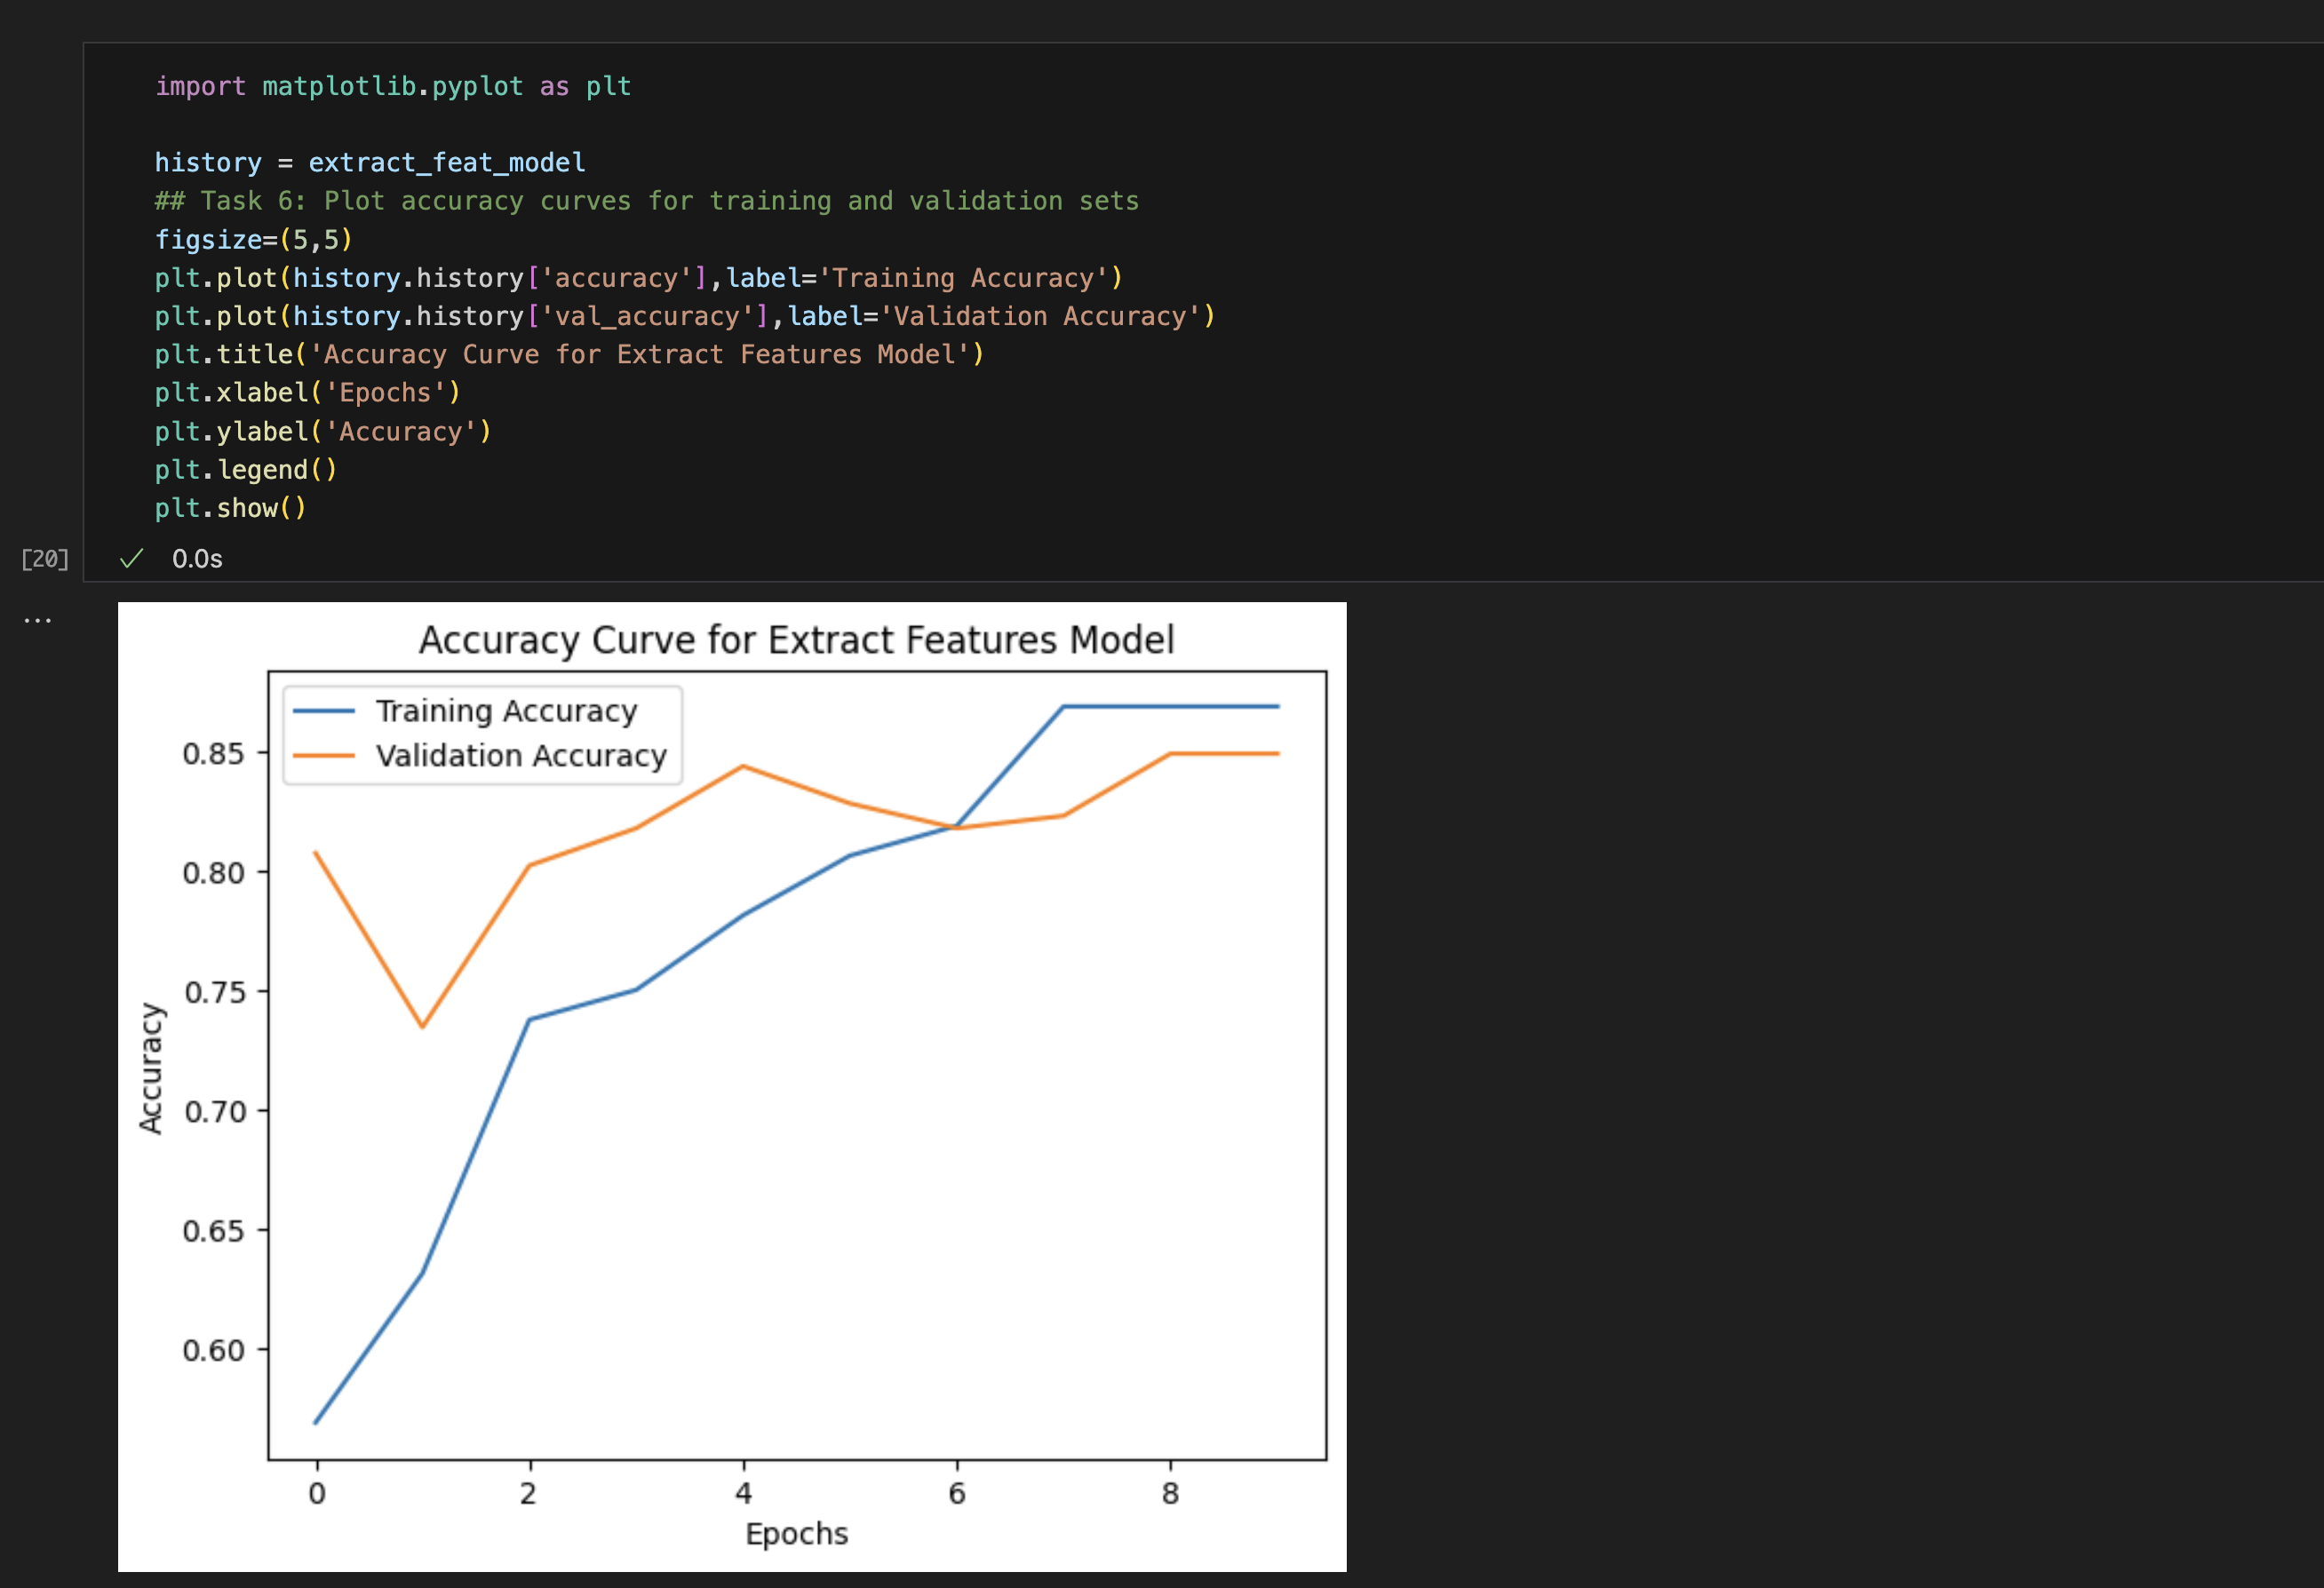 import matplotlib.pyplot as plt
history = extract_feat_model
## Task 6: Plot accuracy curves for training and validation sets
figsize=(5,5)
plt.plot(history.history['accuracy'],label='Training Accuracy')
plt.plot(history.history['val_accuracy'],label='Validation Accuracy')
plt.title('Accuracy Curve for Extract Features Model')
plt.xlabel('Epochs')
plt.ylabel('Accuracy')
plt.legend()
plt.show()
[20] ✓ 0.0s
...
Accuracy Curve for Extract Features Model
Training Accuracy
Validation Accuracy
0.85
0.80
0.75
0.70
0.65
0.60
Accuracy
0 2 4 6 8
Epochs